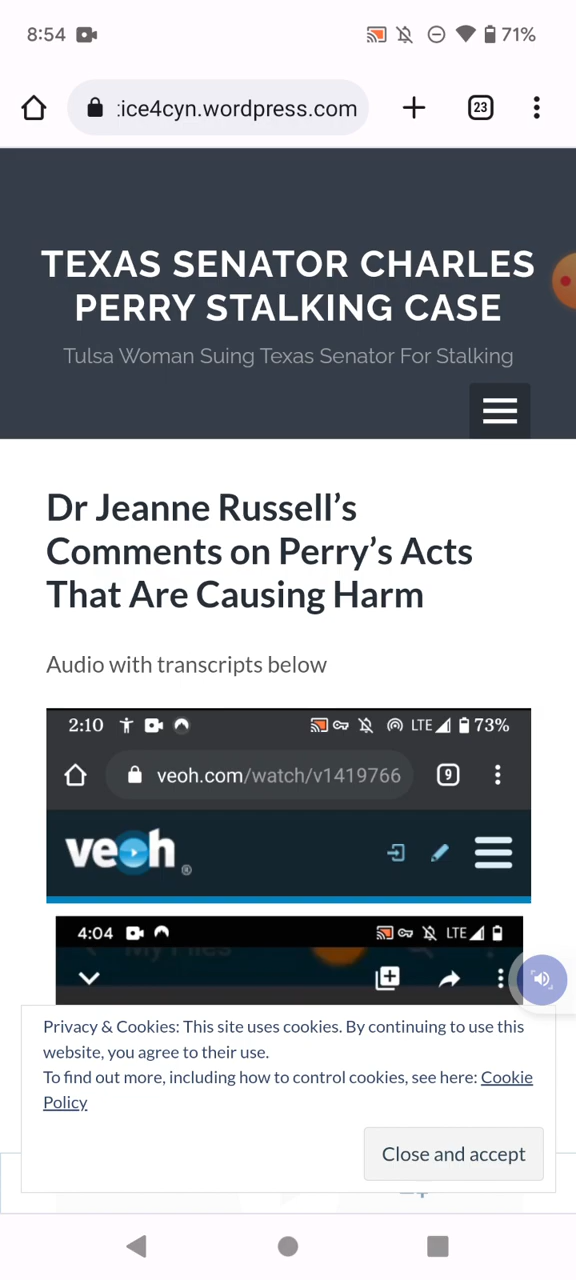 8:54
71%
:ice4cyn.wordpress.com
23
TEXAS SENATOR CHARLES
PERRY STALKING CASE
Tulsa Woman Suing Texas Senator For Stalking
Dr Jeanne Russell’s
Comments on Perry’s Acts
That Are Causing Harm
Audio with transcripts below
2:10
LTE 73%
veoh.com/watch/v1419766
9
veoh®
4:04
LTE
My Files
Privacy & Cookies: This site uses cookies. By continuing to use this
website, you agree to their use.
To find out more, including how to control cookies, see here: Cookie
Policy
Close and accept